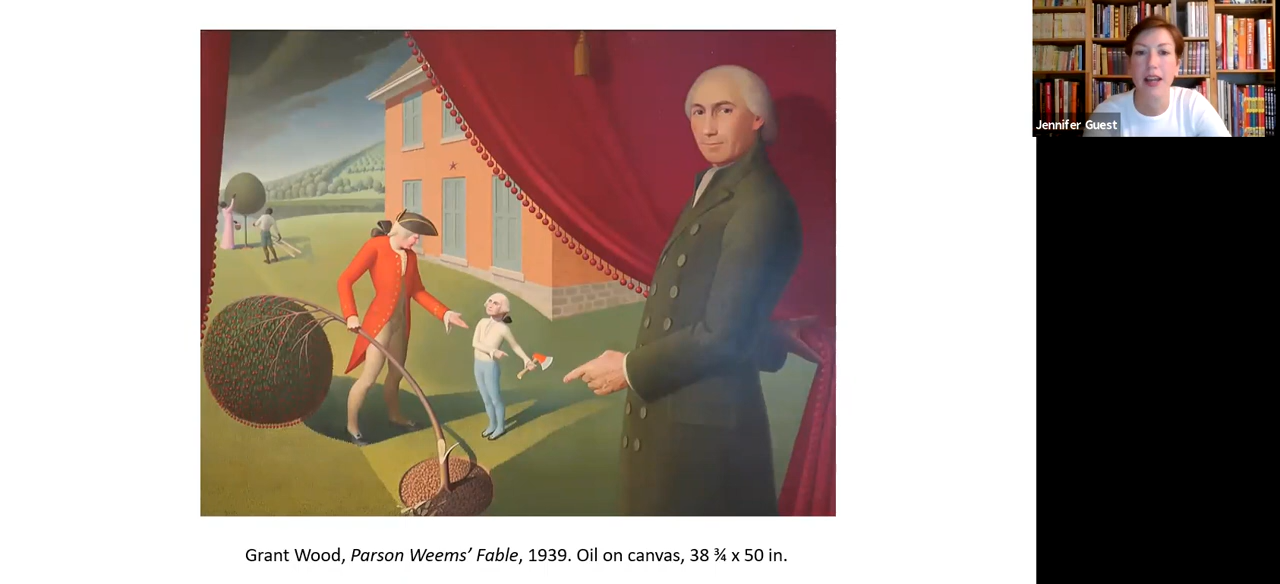 Jennifer Guest
Grant Wood, Parson Weems’ Fable, 1939. Oil on canvas, 38 ¾ x 50 in.